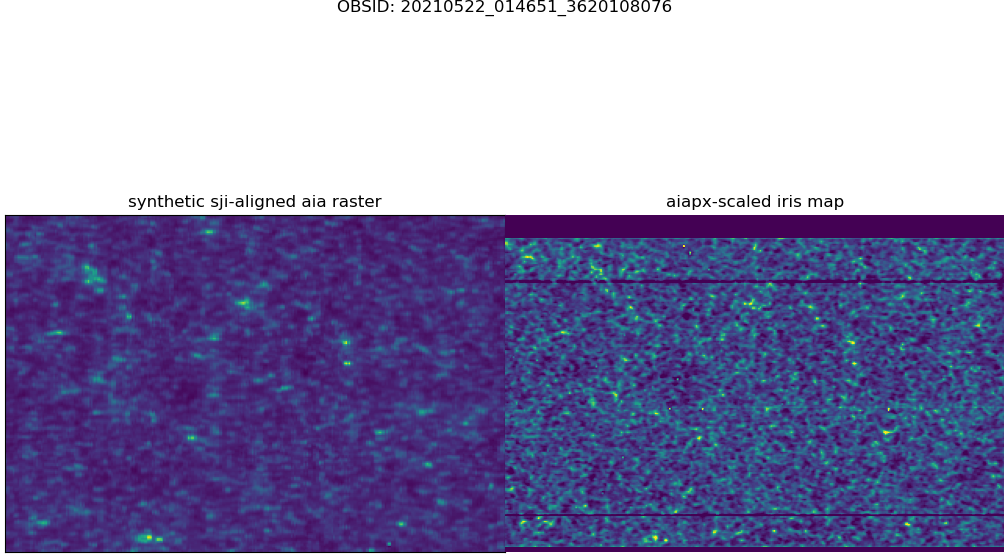 OBSID: 20210522_014651_3620108076
synthetic sji-aligned aia raster
aiapx-scaled iris map